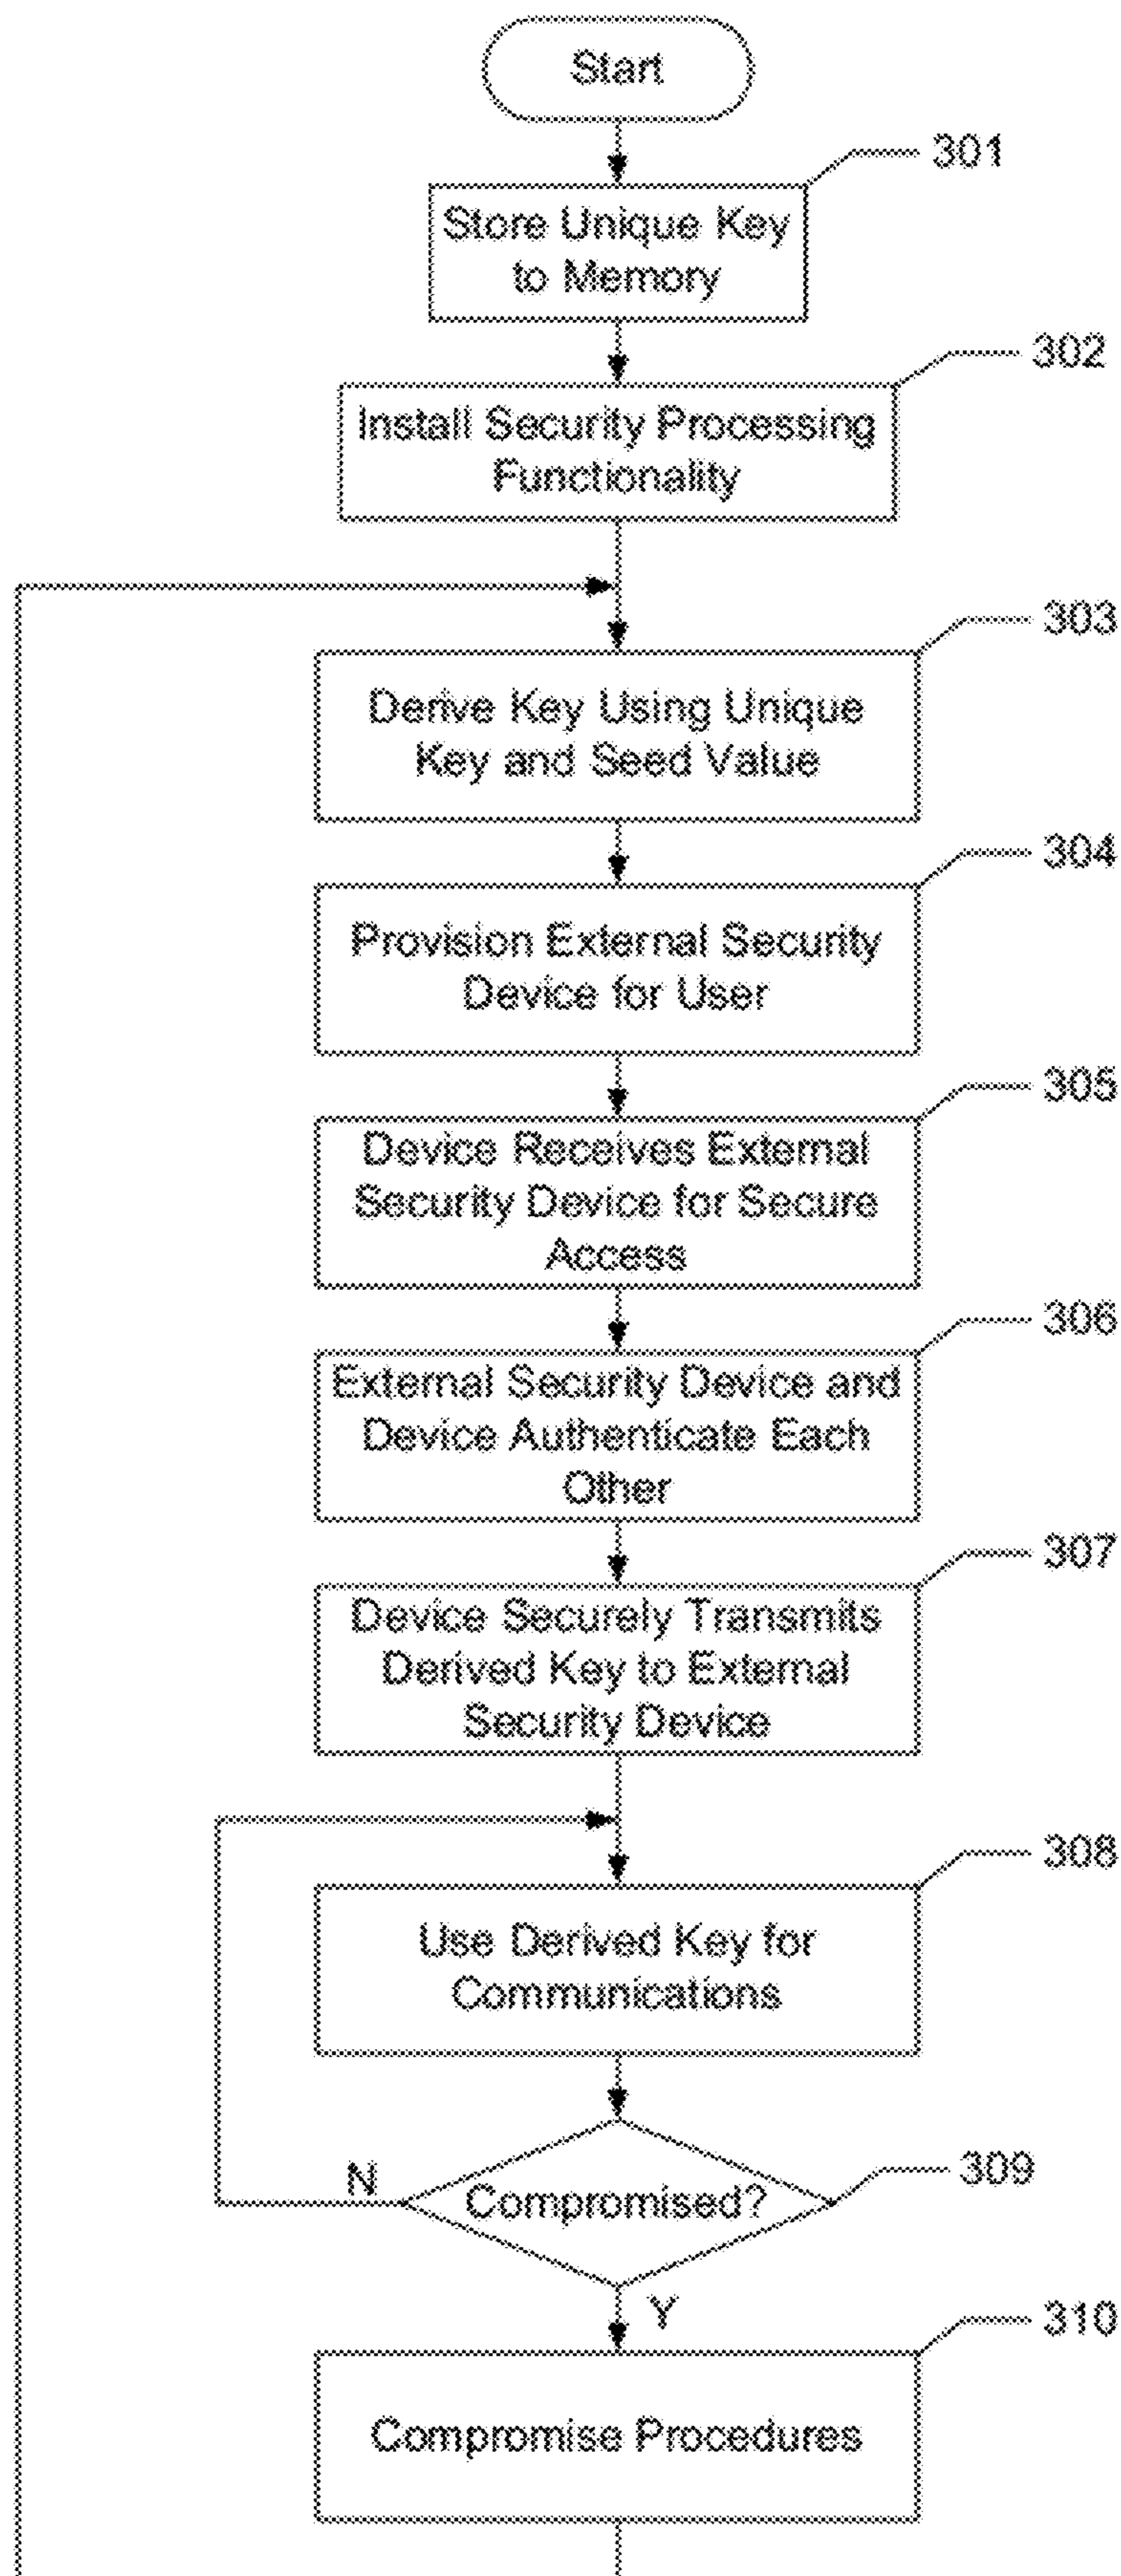 Start
301
Store Unique Key
to Memory
302
Install Security Processing
Functionality
303
Derive Key Using Unique
Key and Seed Value
304
Provision External Security
Device for User
305
Device Receives External
Security Device for Secure
Access
306
External Security Device and
Device Authenticate Each
Other
307
Device Securely Transmits
Derived Key to External
Security Device
308
Use Derived Key for
Communications
309
N
Compromised?
Y
310
Compromise Procedures